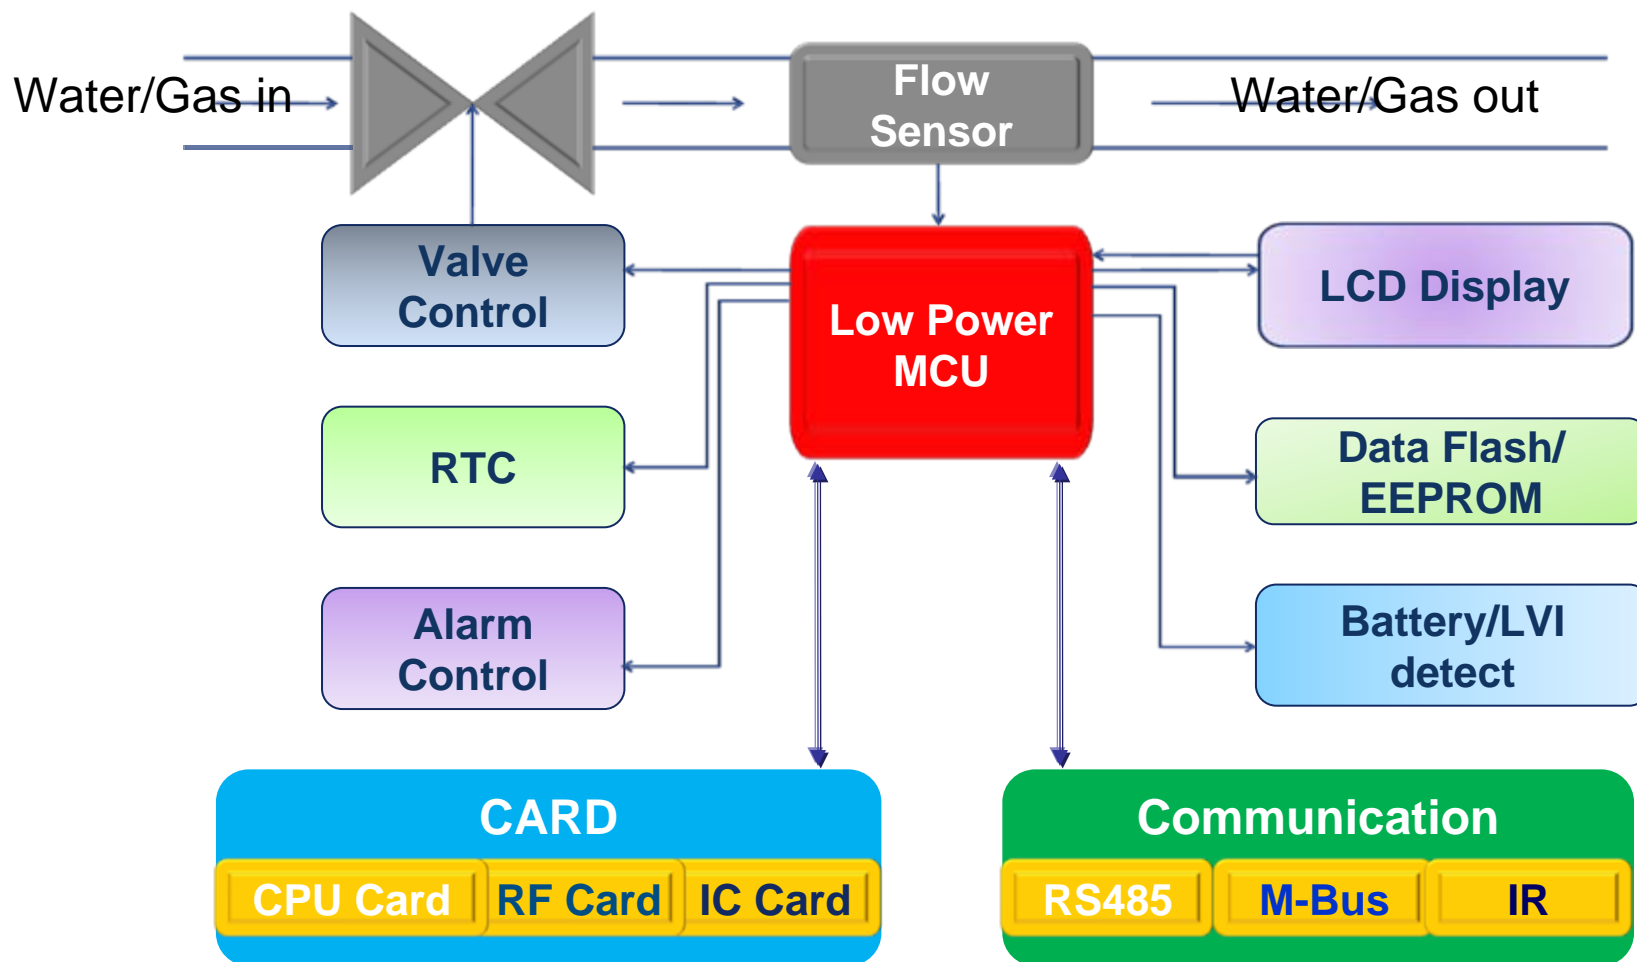 Water/Gas in
Flow
Sensor
Water/Gas out
Valve
Control
Low Power
MCU
LCD Display
RTC
Data Flash/
EEPROM
Alarm
Control
Battery/LVI
detect
CARD
CPU Card
RF Card
IC Card
Communication
RS485
M-Bus
IR